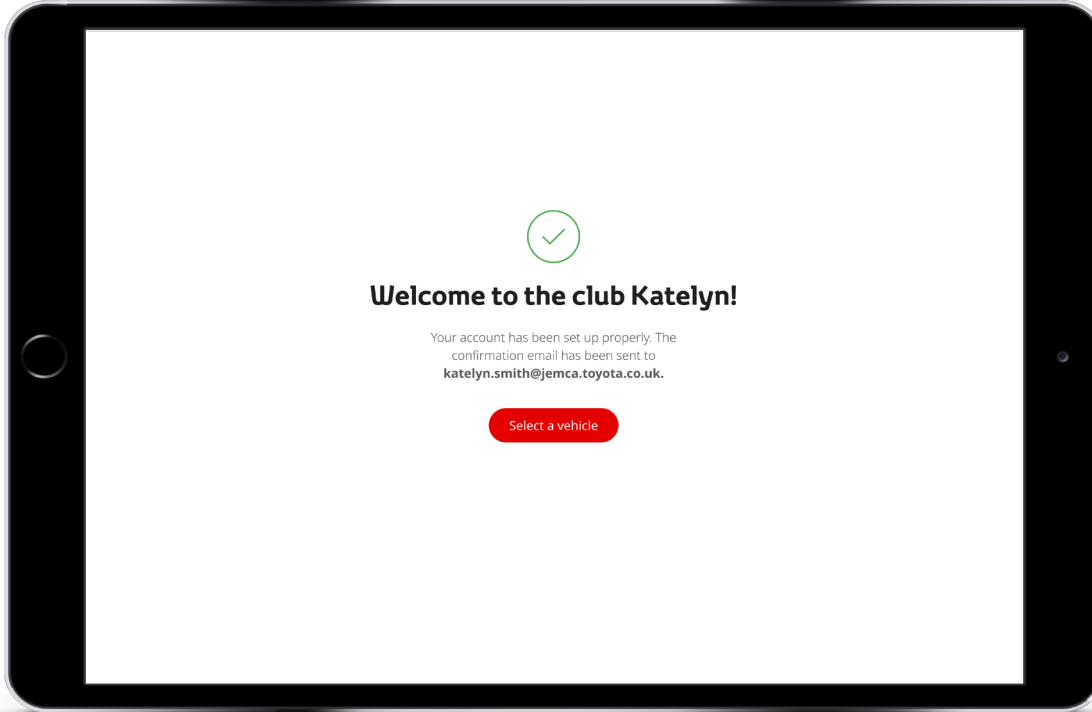 Welcome to the club Katelyn!
Your account has been set up properly. The
confirmation email has been sent to
katelyn.smith@jemca.toyota.co.uk.
Select a vehicle